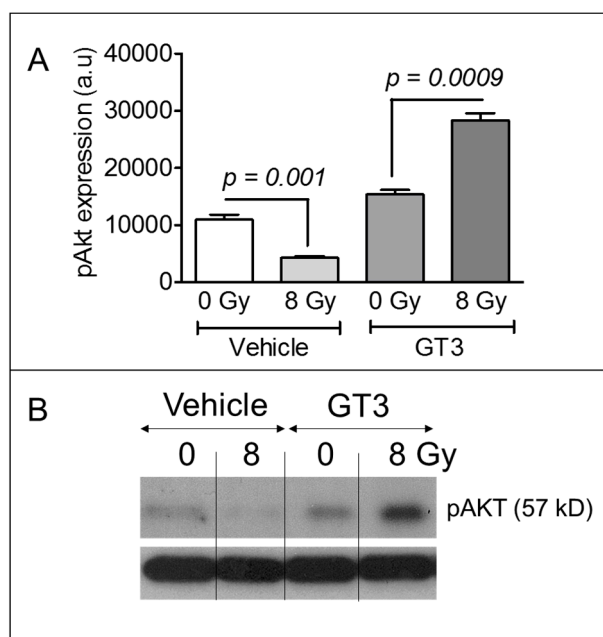 A
pAkt expression (a.u)
40000
30000
20000
10000
0
p = 0.001
p = 0.0009
0 Gy 8 Gy 0 Gy 8 Gy
Vehicle GT3
B
Vehicle GT3
0 8 0 8 Gy
pAKT (57 kD)